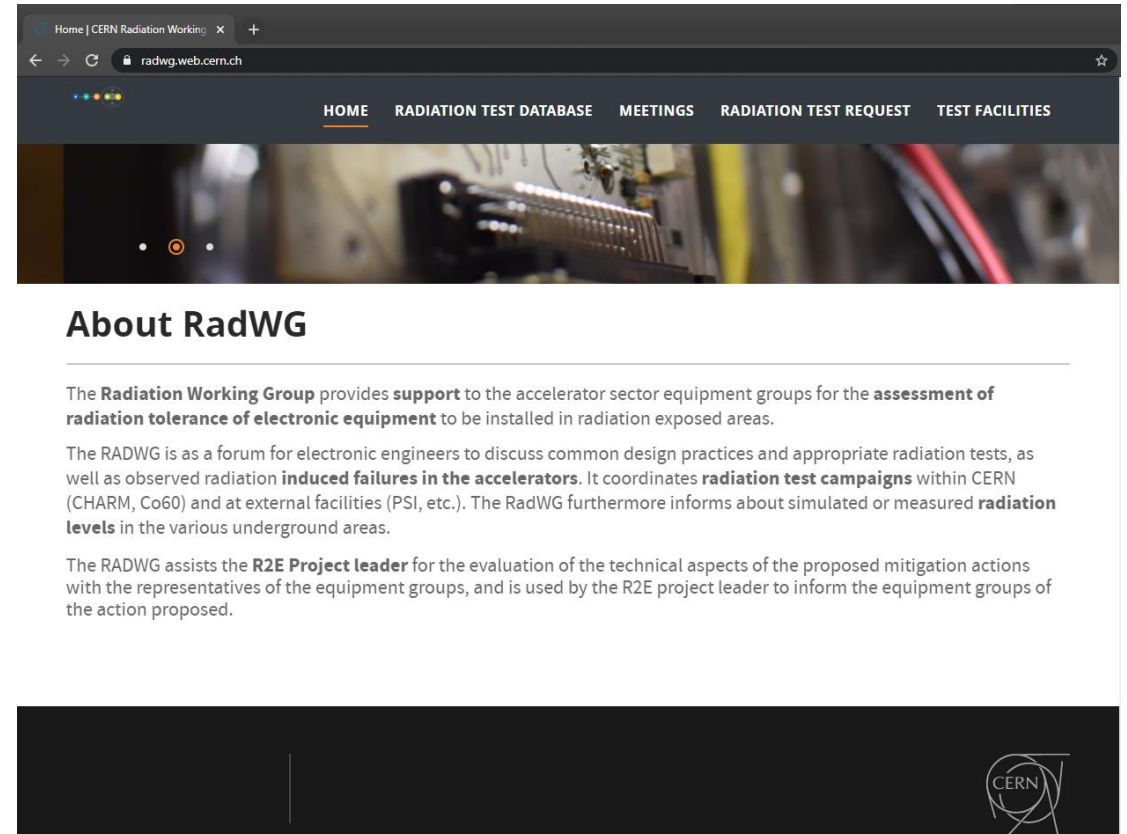 Home | CERN Radiation Working
radwg.web.cern.ch
HOME RADIATION TEST DATABASE MEETINGS RADIATION TEST REQUEST TEST FACILITIES
About RadWG
The Radiation Working Group provides support to the accelerator sector equipment groups for the assessment of
radiation tolerance of electronic equipment to be installed in radiation exposed areas.
The RADWG is as a forum for electronic engineers to discuss common design practices and appropriate radiation tests, as
well as observed radiation induced failures in the accelerators. It coordinates radiation test campaigns within CERN
(CHARM, Co60) and at external facilities (PSI, etc.). The RadWG furthermore informs about simulated or measured radiation
levels in the various underground areas.
The RADWG assists the R2E Project leader for the evaluation of the technical aspects of the proposed mitigation actions
with the representatives of the equipment groups, and is used by the R2E project leader to inform the equipment groups of
the action proposed.
CERN